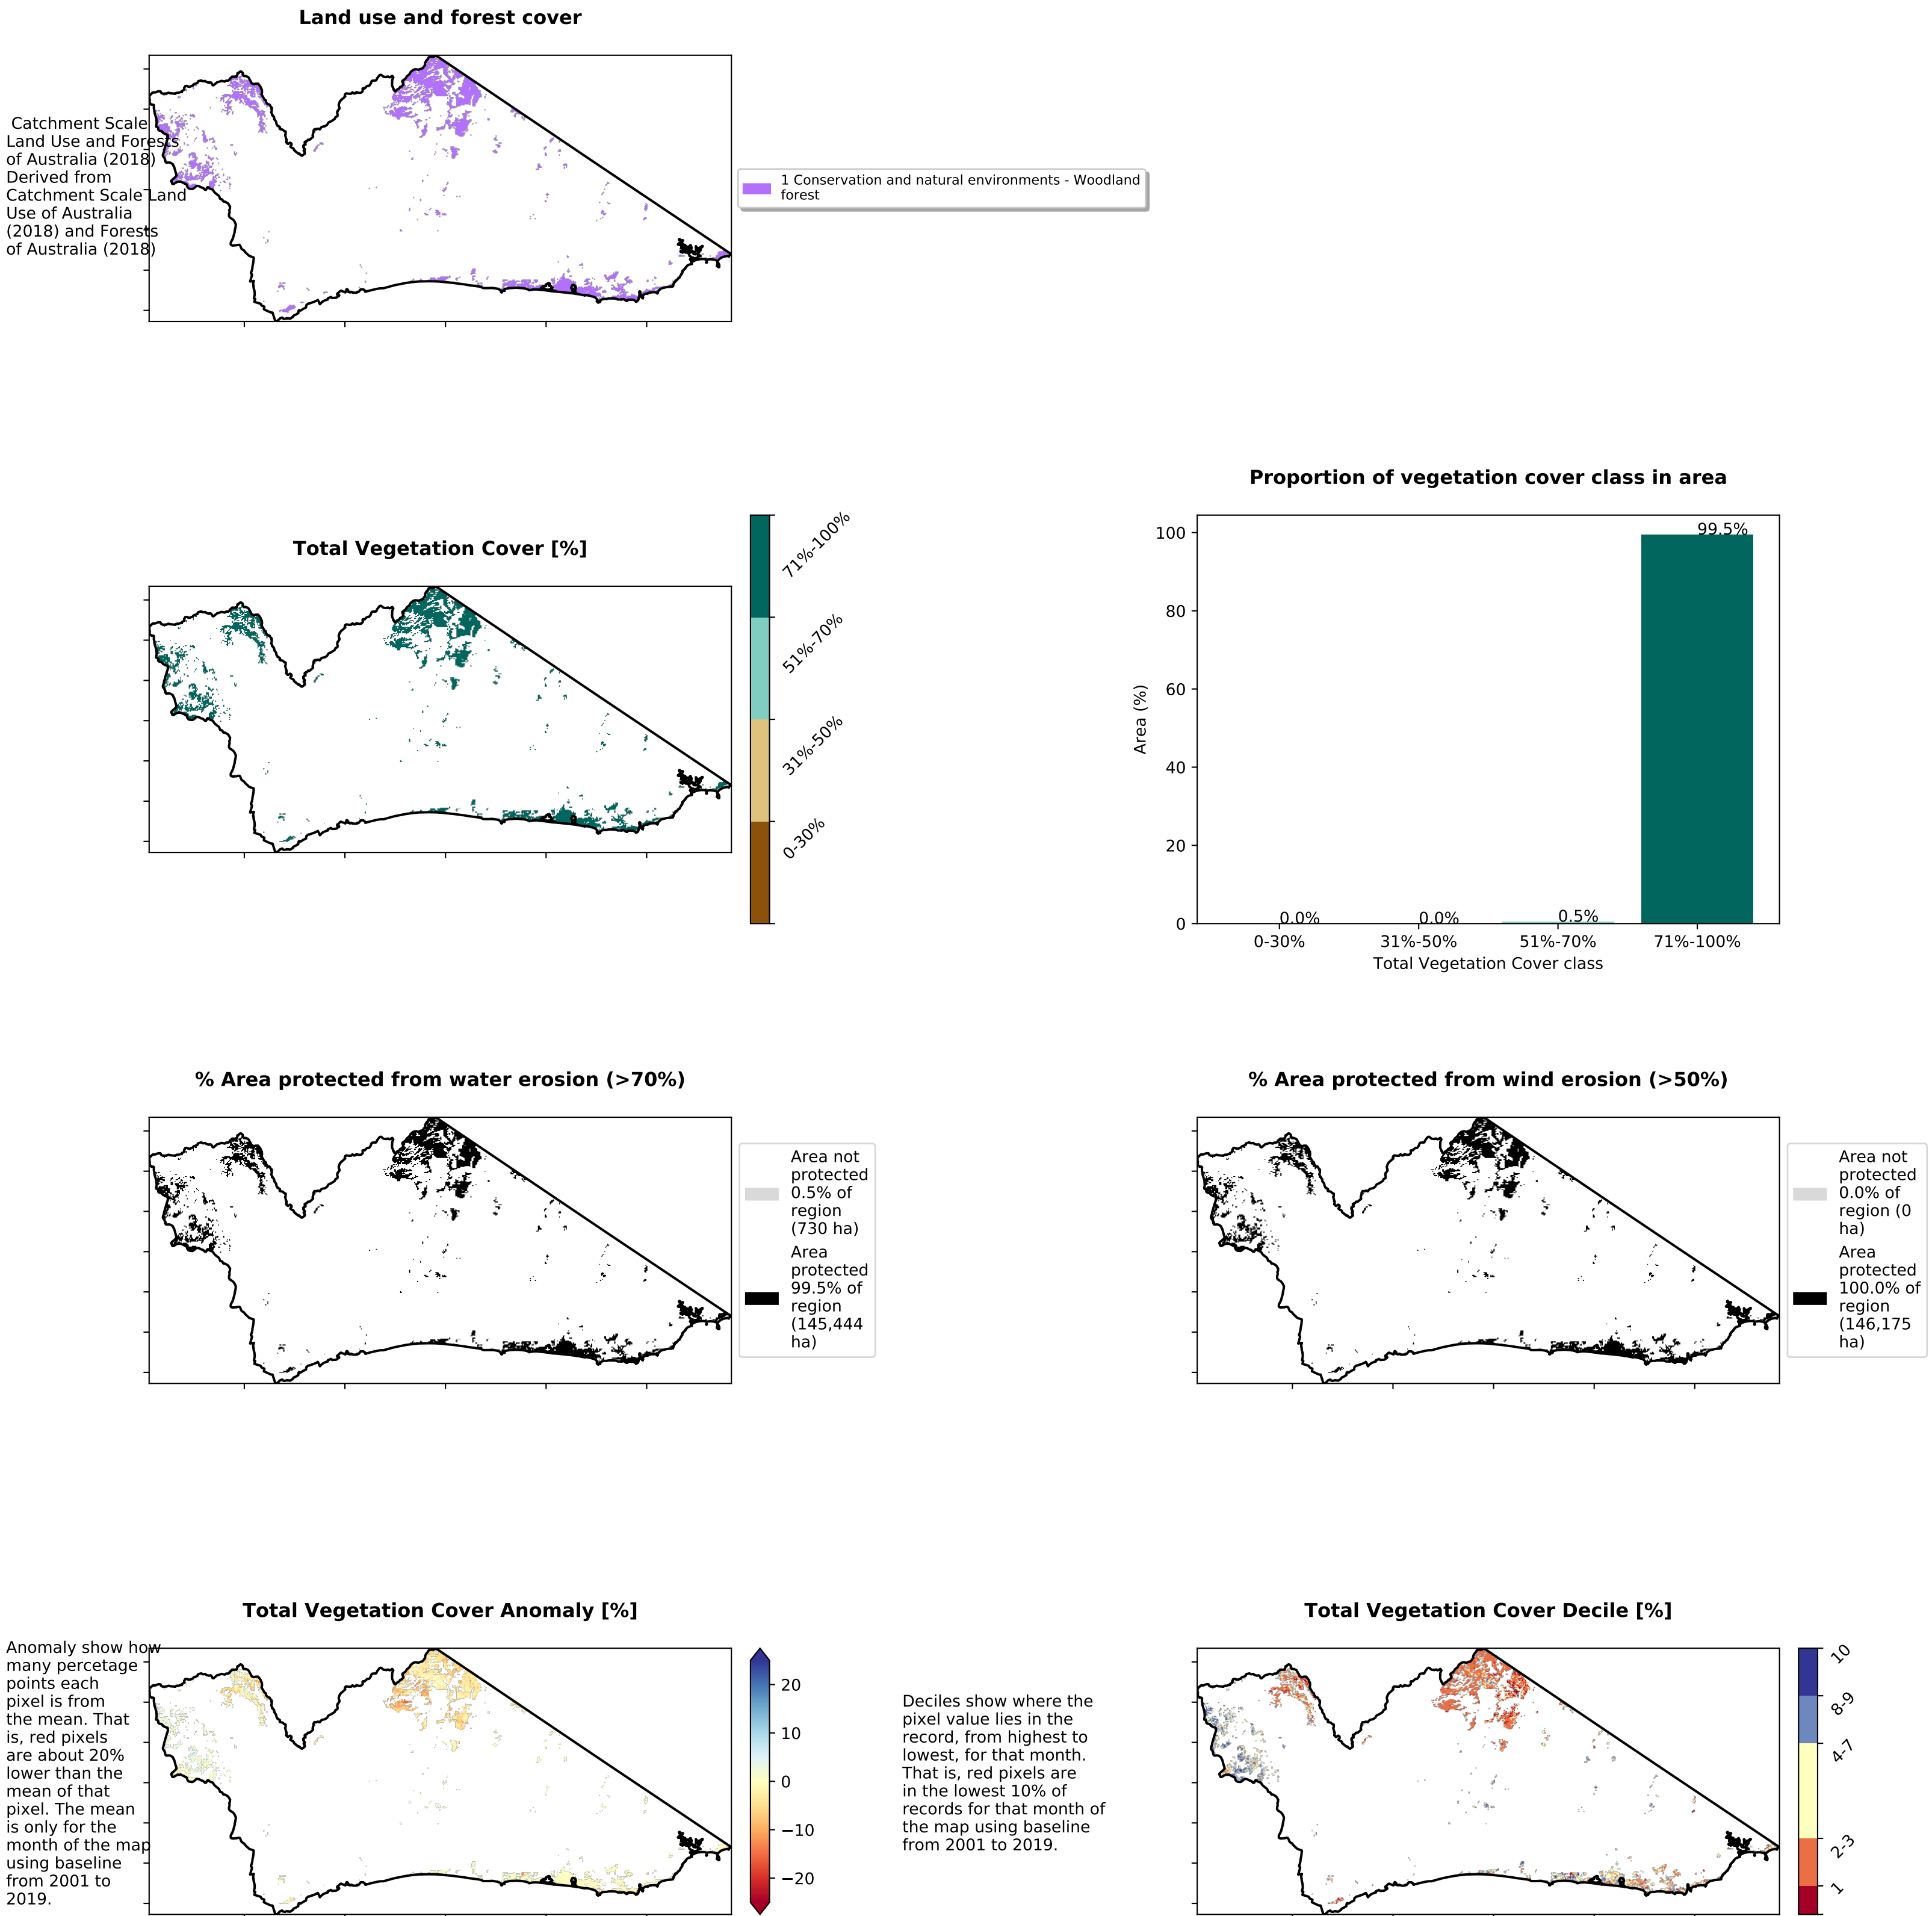 Land use and forest cover
Catchment Scale
Land Use and Forests
of Australia (2018)
Derived from
Catchment Scale Land
Use of Australia
(2018) and Forests
of Australia (2018)
1 Conservation and natural environments - Woodland
forest
Total Vegetation Cover [%]
71%-100%
51%-70%
31%-50%
0-30%
Proportion of vegetation cover class in area
Area (%)
100
80
60
40
20
0
0.0%
0.0%
0.5%
99.5%
0-30%
31%-50%
51%-70%
71%-100%
Total Vegetation Cover class
% Area protected from water erosion (>70%)
Area not
protected
0.5% of
region
(730 ha)
Area
protected
99.5% of
region
(145,444
ha)
% Area protected from wind erosion (>50%)
Area not
protected
0.0% of
region (0
ha)
Area
protected
100.0% of
region
(146,175
ha)
Total Vegetation Cover Anomaly [%]
Anomaly show how
many percetage
points each
pixel is from
the mean. That
is, red pixels
are about 20%
lower than the
mean of that
pixel. The mean
is only for the
month of the map
using baseline
from 2001 to
2019.
20
10
0
−10
−20
Total Vegetation Cover Decile [%]
Deciles show where the
pixel value lies in the
record, from highest to
lowest, for that month.
That is, red pixels are
in the lowest 10% of
records for that month of
the map using baseline
from 2001 to 2019.
10
8-9
4-7
2-3
1